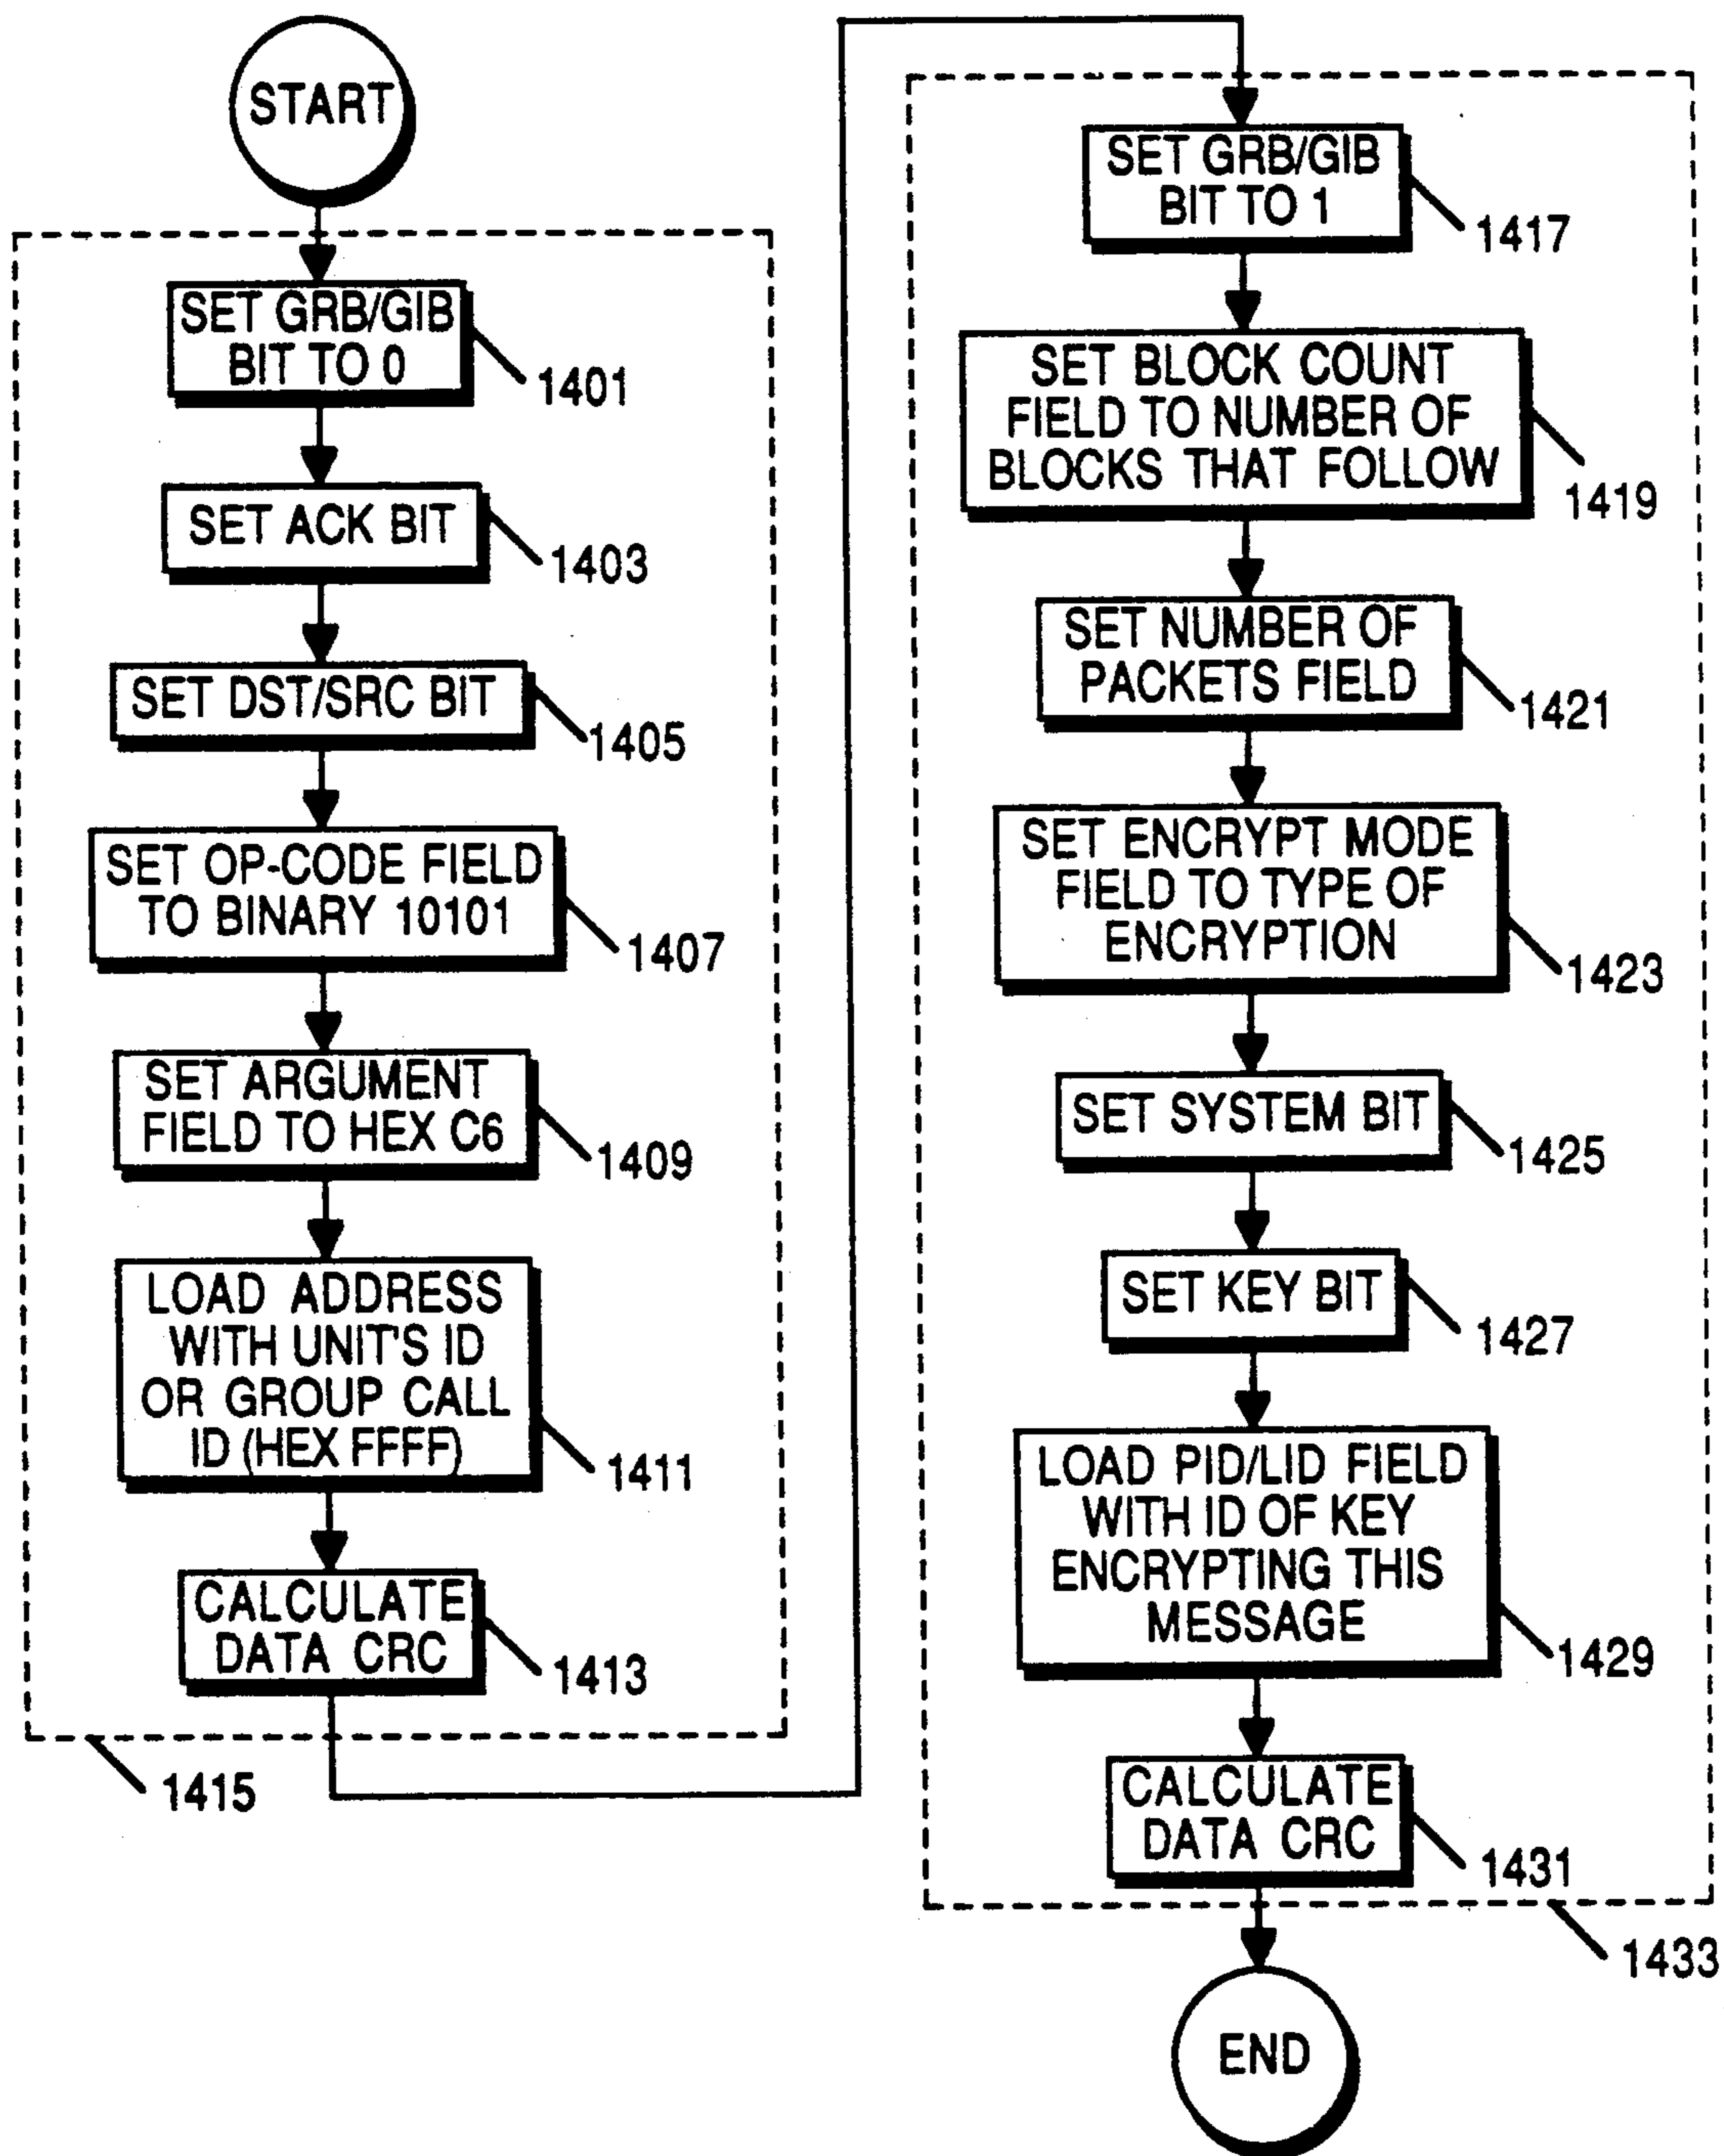 START
SET GRB/GIB
BIT TO 0
1401
SET ACK BIT
1403
SET DST/SRC BIT
1405
SET OP-CODE FIELD
TO BINARY 10101
1407
SET ARGUMENT
FIELD TO HEX C6
1409
LOAD ADDRESS
WITH UNIT'S ID
OR GROUP CALL
ID (HEX FFFF)
1411
CALCULATE
DATA CRC
1413
1415
SET GRB/GIB
BIT TO 1
1417
SET BLOCK COUNT
FIELD TO NUMBER OF
BLOCKS THAT FOLLOW
1419
SET NUMBER OF
PACKETS FIELD
1421
SET ENCRYPT MODE
FIELD TO TYPE OF
ENCRYPTION
1423
SET SYSTEM BIT
1425
SET KEY BIT
1427
LOAD PID/LID FIELD
WITH ID OF KEY
ENCRYPTING THIS
MESSAGE
1429
CALCULATE
DATA CRC
1431
1433
END